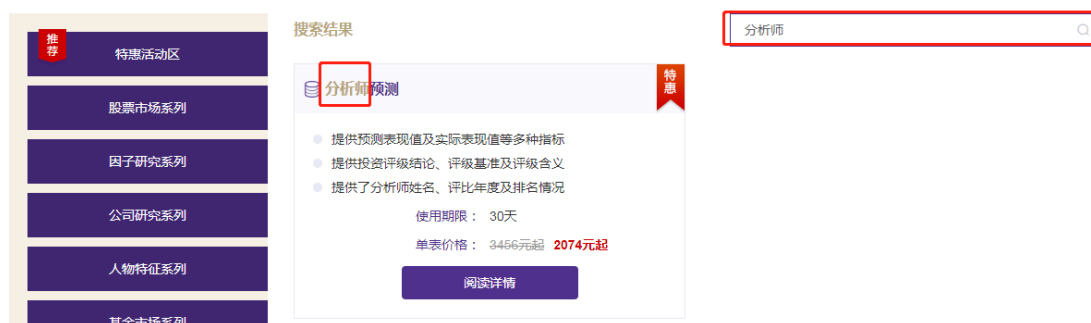 推荐
特惠活动区
股票市场系列
因子研究系列
公司研究系列
人物特征系列
基金市场系列
搜索结果
分析师预测
特惠
提供预测表现值及实际表现值等多种指标
提供投资评级结论、评级基准及评级含义
提供了分析师姓名、评比年度及排名情况
使用期限： 30天
单表价格： 3456元起 2074元起
阅读详情
分析师